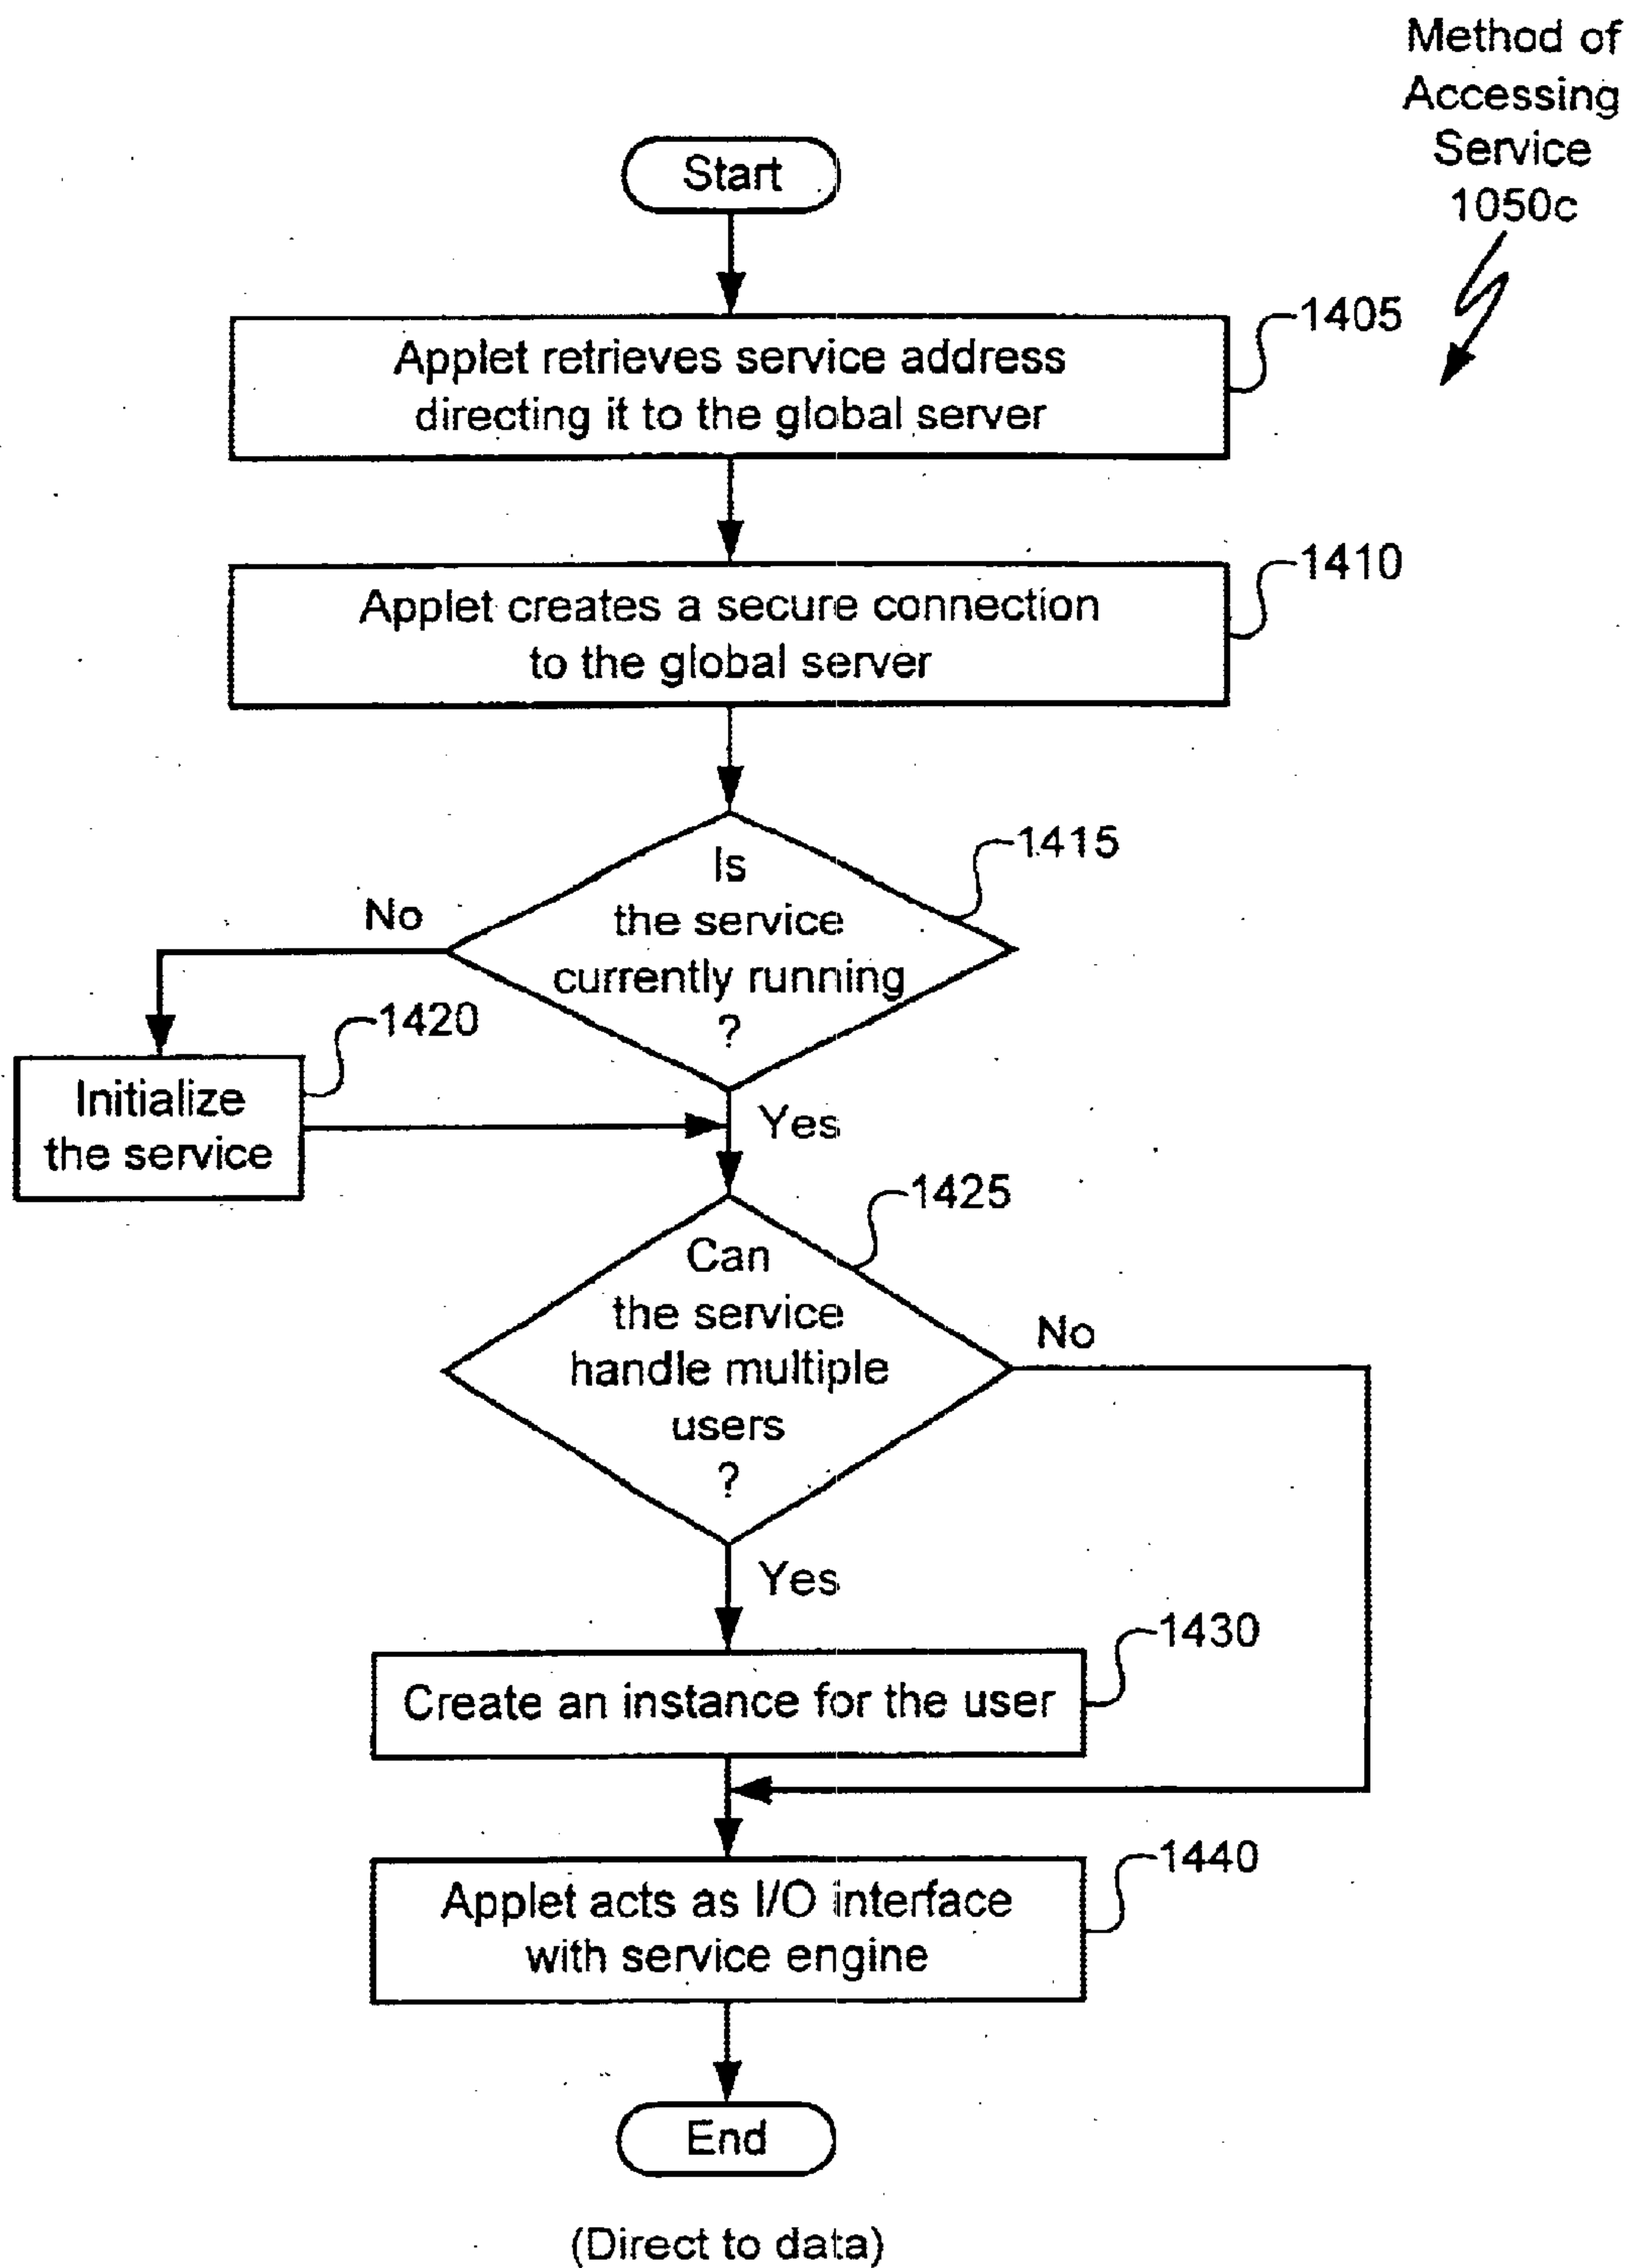 Method of
Accessing
Service
1050c
Start
1405
Applet retrieves service address
directing it to the global server
1410
Applet creates a secure connection
to the global server
1415
Is
the service
currently running
?
No
1420
Initialize
the service
Yes
1425
Can
the service
handle multiple
users
?
No
Yes
1430
Create an instance for the user
1440
Applet acts as I/O interface
with service engine
End
(Direct to data)